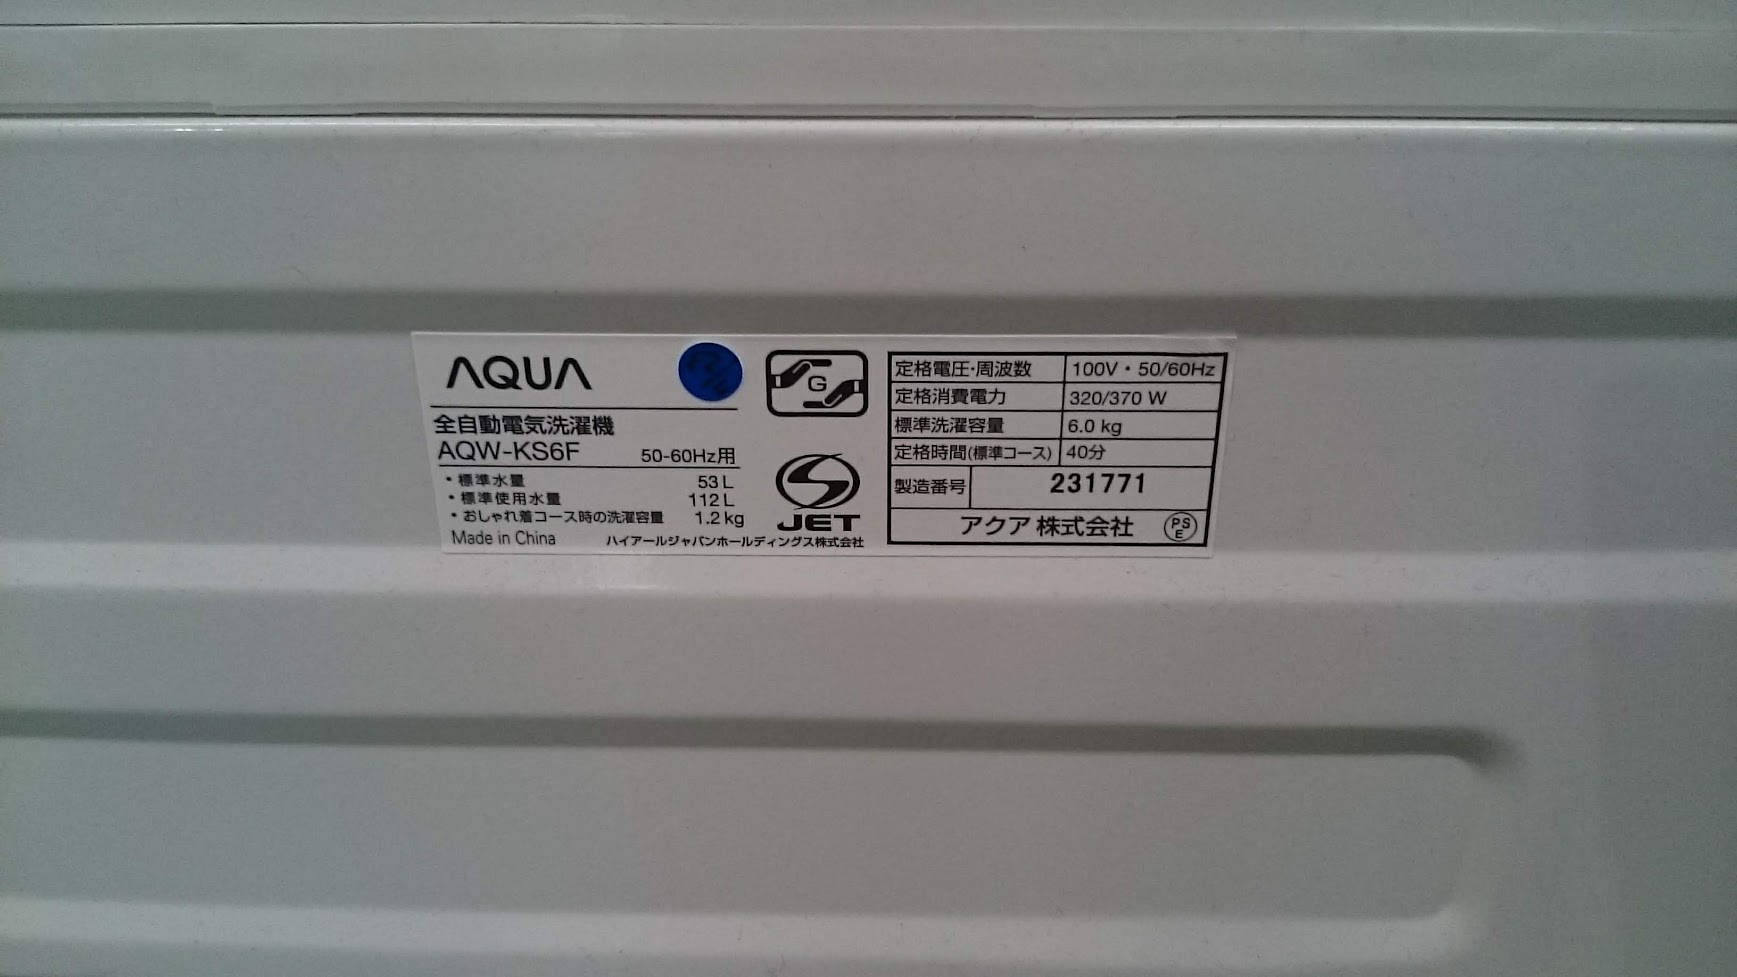 AQUA
全自動電気洗濯機
AQW-KS6F 50-60Hz用
・標準水量 53L
・標準使用水量 112L
・おしゃれ着コース時の洗濯容量 1.2kg
Made in China
ハイアールジャパンホールディングス株式会社
G
JET
定格電圧・周波数 100V・50/60Hz
定格消費電力 320/370 W
標準洗濯容量 6.0 kg
定格時間(標準コース) 40分
製造番号 231771
アクア 株式会社
PS
E